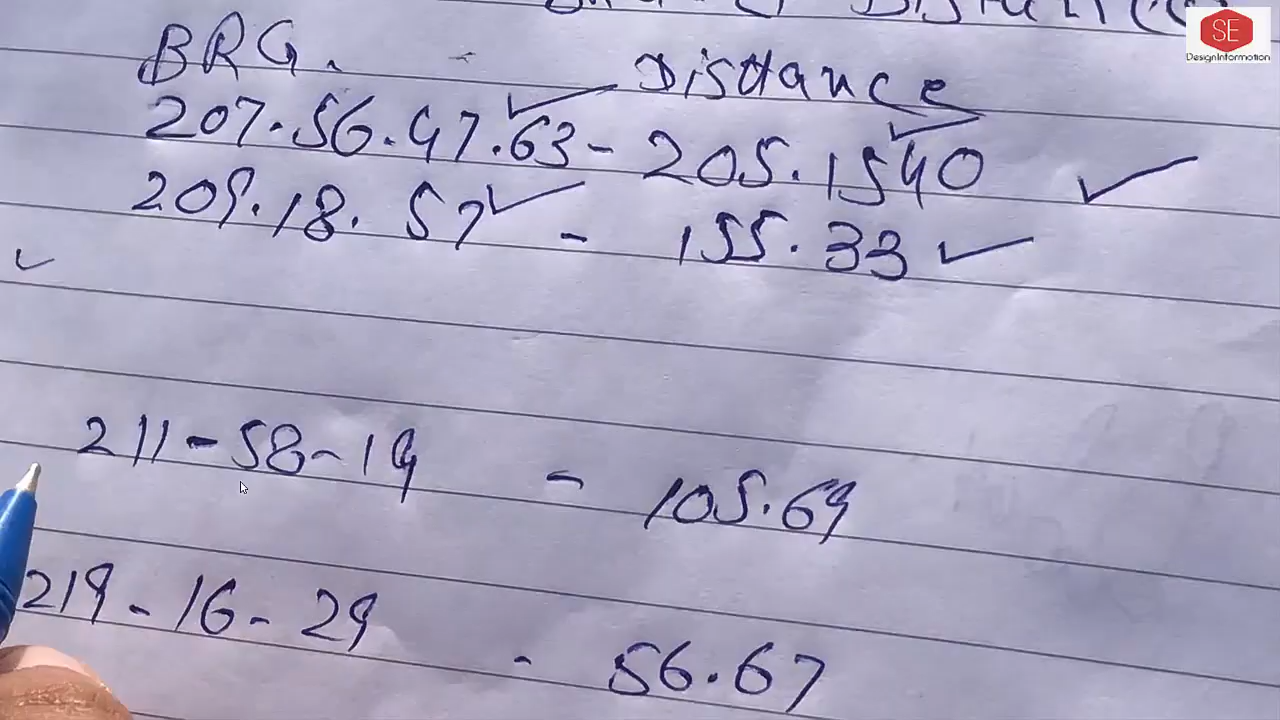 Distance
SE
DesignInformation
BRG. - Distance
207.56.47.63 - 205.1540
209.18.57 - 155.33
211-58-19 - 105.69
219-16-29 - 56.67